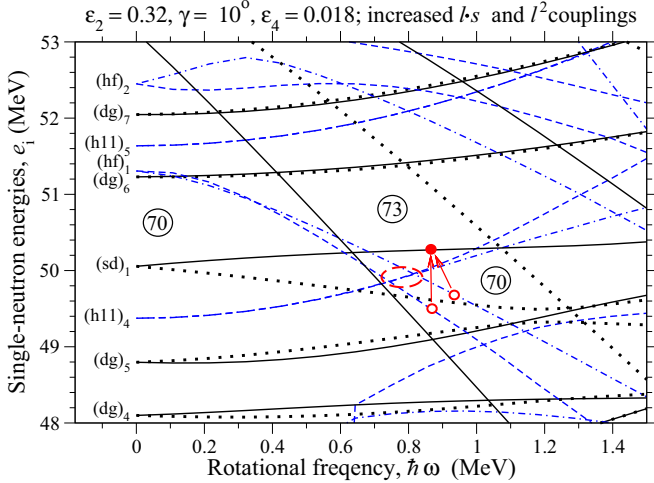 ε₂ = 0.32, γ = 10°, ε₄ = 0.018; increased l·s and l² couplings
Single-neutron energies, eᵢ (MeV)
53
52
51
50
49
48
(hf)₂
(dg)₇
(h11)₅
(hf)₁
(dg)₆
(sd)₁
(h11)₄
(dg)₅
(dg)₄
70
73
70
0 0.2 0.4 0.6 0.8 1 1.2 1.4
Rotational freqency, ħω (MeV)